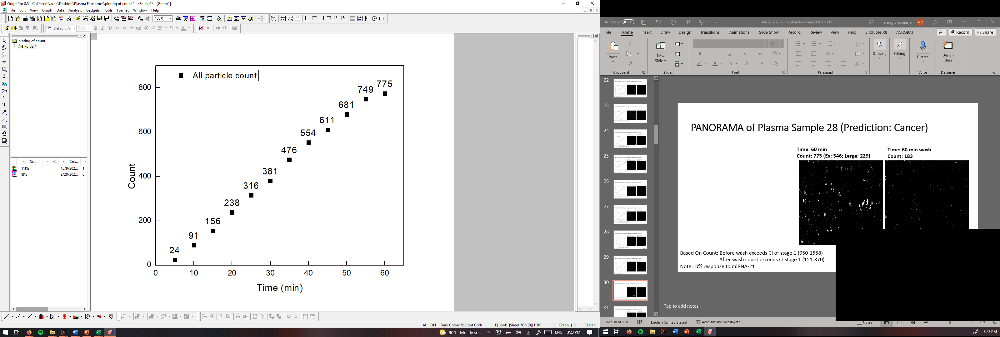 OriginPro 8.5 - C:\Users\Nareg\Desktop\Plasma Exosomes\ploting of count * - /Folder1/ - [Graph1]
File Edit View Graph Data Analysis Gadgets Tools Format Window Help
100%
Default: A 0 B I U
ploting of count
Folder1
Size C. Cre...
11KB 10/9/202... 1
8KB 2/28/202... 0
1
All particle count
Count
800
600
400
200
0
24
91
156
238
316
381
476
554
611
681
749
775
0 10 20 30 40 50 60
Time (min)
AU : ON Dark Colors & Light Grids 1:[Book1]Sheet1!Col(B)[1:30] 1:[Graph1]1!1 Radian
90°F Mostly su... ENG 3:23 PM
AutoSave Off 04-20-2022 lung blind tes • Saved to this PC nareg ohannesian NO
File Home Insert Draw Design Transitions Animations Slide Show Record Review View Help EndNote X8 ACROBAT Record Share
Paste New Slide 18 Drawing Editing Dictate Design Ideas
B I U S ab AV
Aa A A
Clipboard Slides Font Paragraph Voice Designer
22
23
24
25
26
27
28
29
30
31
PANORAMA of Plasma Sample 28 (Prediction: Cancer)
Time: 60 min
Count: 775 (Ex: 546; Large: 229)
Time: 60 min wash
Count: 183
Based On Count: Before wash exceeds CI of stage 1 (950-1558)
After wash count exceeds CI stage 1 (151-370)
Note: 0% response to miRNA-21
Tap to add notes
Slide 30 of 110 English (United States) Accessibility: Investigate Notes 75%
3:23 PM